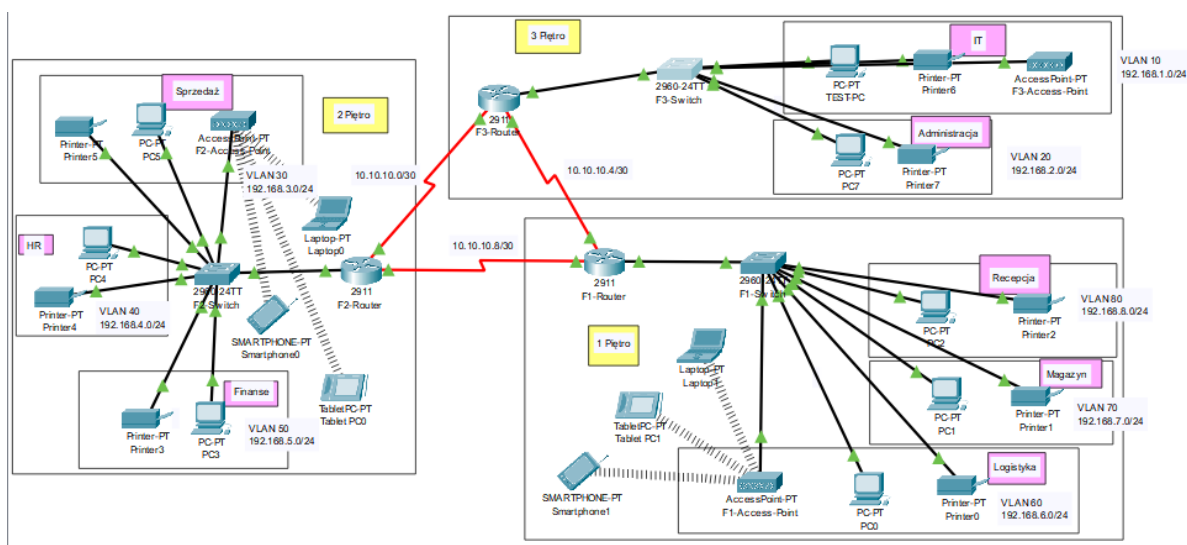 3 Piętro
IT
2960-24TT
F3-Switch
PC-PT
TEST-PC
Printer-PT
Printer6
AccessPoint-PT
F3-Access-Point
VLAN 10
192.168.1.0/24
2911
F3-Router
Administracja
PC-PT
PC7
Printer-PT
Printer7
VLAN 20
192.168.2.0/24
10.10.10.0/30
10.10.10.4/30
10.10.10.8/30
2 Piętro
Sprzedaż
Printer-PT
Printer5
PC-PT
PC5
AccessPoint-PT
F2-Access-Point
VLAN 30
192.168.3.0/24
Laptop-PT
Laptop0
HR
PC-PT
PC4
2960-24TT
F2-Switch
2911
F2-Router
Printer-PT
Printer4
VLAN 40
192.168.4.0/24
SMARTPHONE-PT
Smartphone0
TabletPC-PT
Tablet PC0
Finanse
Printer-PT
Printer3
PC-PT
PC3
VLAN 50
192.168.5.0/24
2911
F1-Router
2960-24TT
F1-Switch
Recepcja
PC-PT
PC2
Printer-PT
Printer2
VLAN 80
192.168.8.0/24
1 Piętro
Laptop-PT
Laptop1
Magazyn
PC-PT
PC1
Printer-PT
Printer1
VLAN 70
192.168.7.0/24
TabletPC-PT
Tablet PC1
SMARTPHONE-PT
Smartphone1
Logistyka
AccessPoint-PT
F1-Access-Point
PC-PT
PC0
Printer-PT
Printer0
VLAN 60
192.168.6.0/24